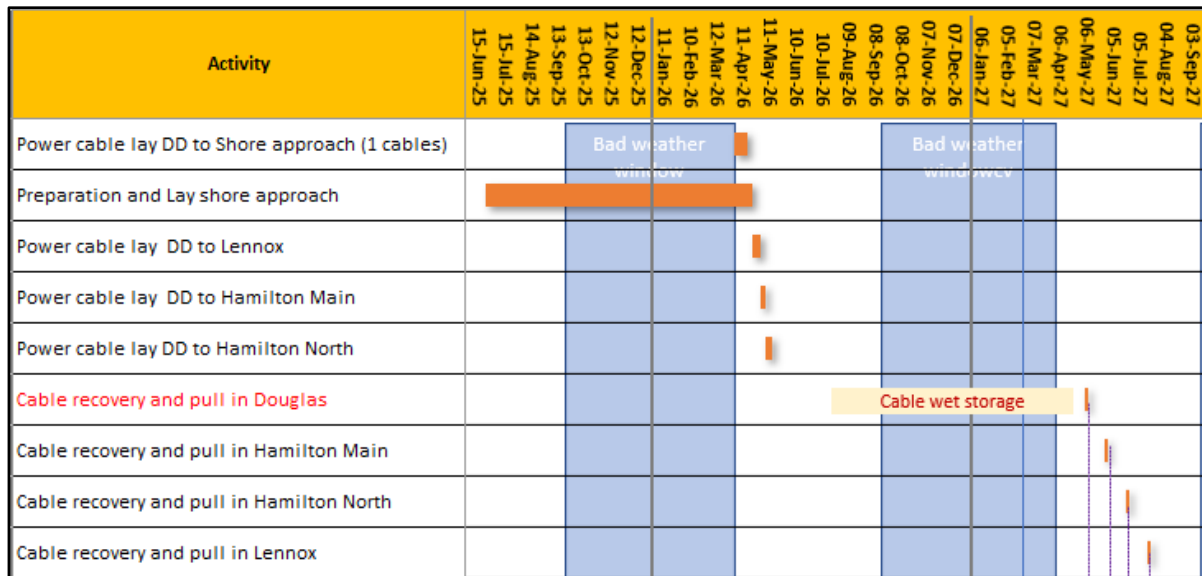 Activity
15-Jun-25
15-Jul-25
14-Aug-25
13-Sep-25
13-Oct-25
12-Nov-25
12-Dec-25
11-Jan-26
10-Feb-26
12-Mar-26
11-Apr-26
11-May-26
10-Jun-26
10-Jul-26
09-Aug-26
08-Sep-26
08-Oct-26
07-Nov-26
07-Dec-26
06-Jan-27
05-Feb-27
07-Mar-27
06-Apr-27
06-May-27
05-Jun-27
05-Jul-27
04-Aug-27
03-Sep-27
Power cable lay DD to Shore approach (1 cables)
Bad weather
window
Bad weather
windowcv
Preparation and Lay shore approach
Power cable lay DD to Lennox
Power cable lay DD to Hamilton Main
Power cable lay DD to Hamilton North
Cable recovery and pull in Douglas
Cable wet storage
Cable recovery and pull in Hamilton Main
Cable recovery and pull in Hamilton North
Cable recovery and pull in Lennox